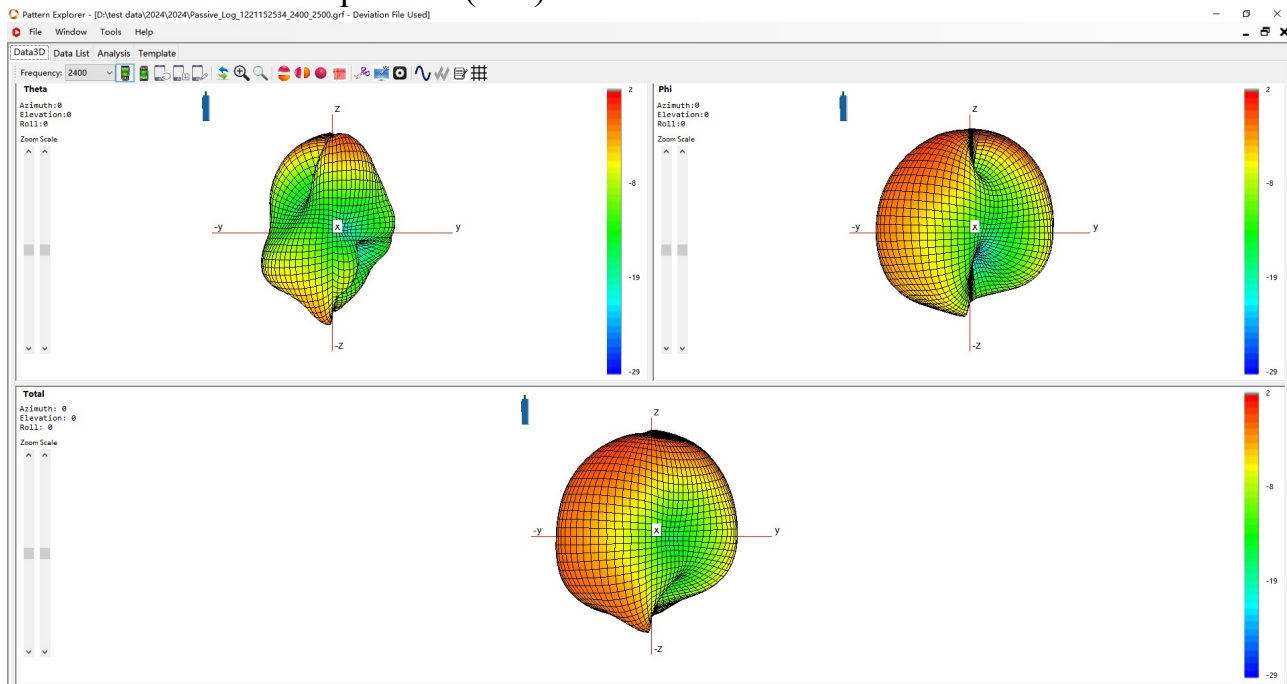 Pattern Explorer - [D:\test data\2024\2024\Passive_Log_1221152534_2400_2500.grf - Deviation File Used]
File Window Tools Help
Data3D Data List Analysis Template
Frequency: 2400
Theta
Azimuth:0
Elevation:0
Roll:0
Zoom Scale
Z
-y
X
y
-Z
2
-8
-19
-29
Phi
Azimuth:0
Elevation:0
Roll:0
Zoom Scale
Z
-y
X
y
-Z
2
-8
-19
-29
Total
Azimuth: 0
Elevation: 0
Roll: 0
Zoom Scale
Z
-y
X
y
-Z
2
-8
-19
-29